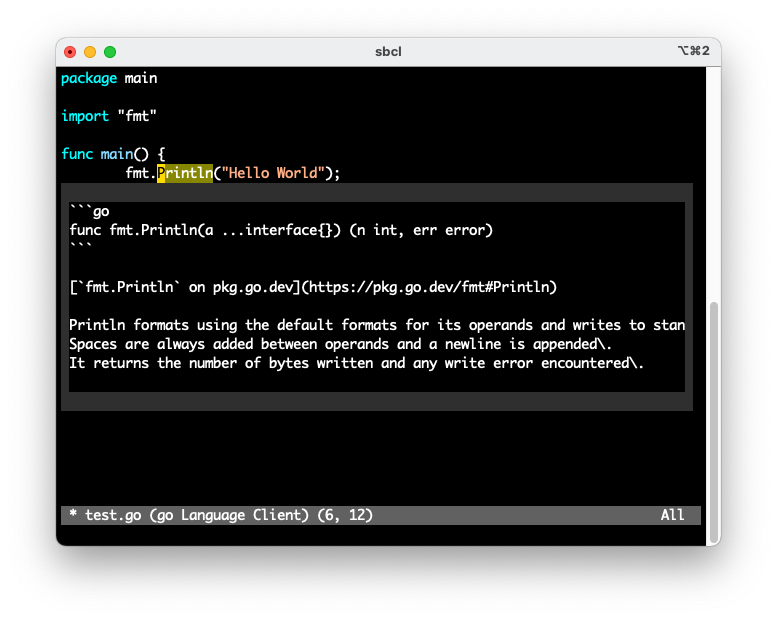 sbcl ⌥⌘2
package main
import "fmt"
func main() {
fmt.Println("Hello World");
```go
func fmt.Println(a ...interface{}) (n int, err error)
```
[`fmt.Println` on pkg.go.dev](https://pkg.go.dev/fmt#Println)
Println formats using the default formats for its operands and writes to stan
Spaces are always added between operands and a newline is appended\.
It returns the number of bytes written and any write error encountered\.
* test.go (go Language Client) (6, 12) All